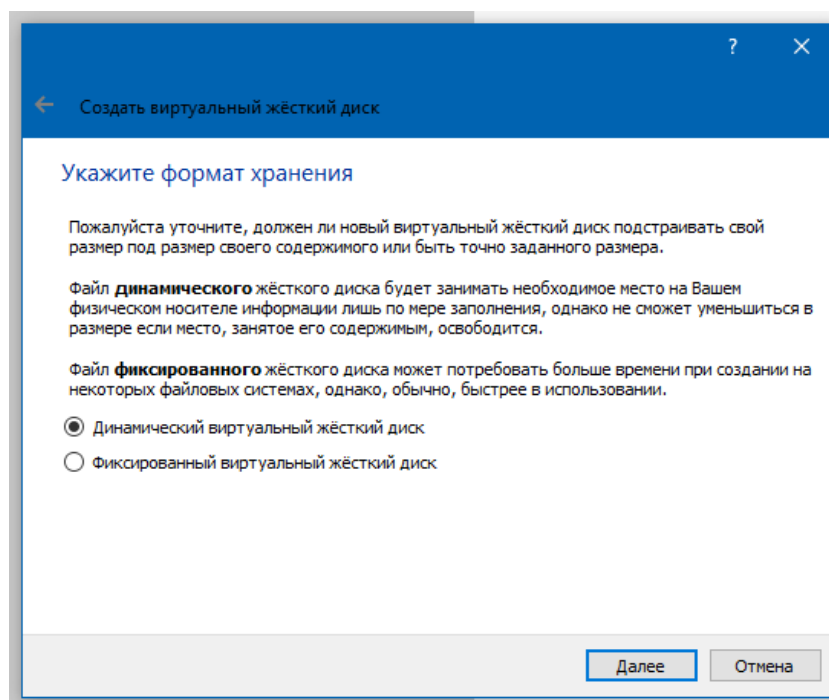 Создать виртуальный жёсткий диск
Укажите формат хранения
Пожалуйста уточните, должен ли новый виртуальный жёсткий диск подстраивать свой
размер под размер своего содержимого или быть точно заданного размера.
Файл динамического жёсткого диска будет занимать необходимое место на Вашем
физическом носителе информации лишь по мере заполнения, однако не сможет уменьшиться в
размере если место, занятое его содержимым, освободится.
Файл фиксированного жёсткого диска может потребовать больше времени при создании на
некоторых файловых системах, однако, обычно, быстрее в использовании.
Динамический виртуальный жёсткий диск
Фиксированный виртуальный жёсткий диск
Далее Отмена